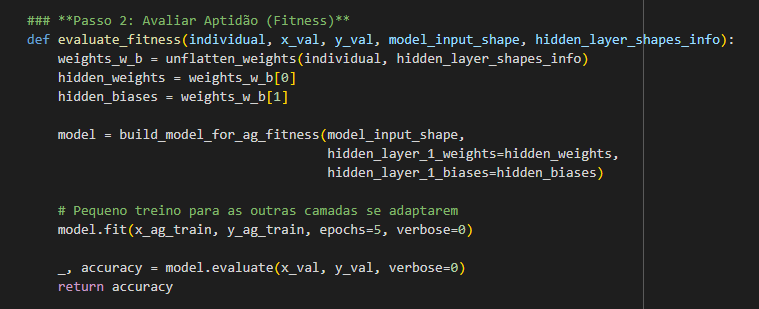 ### **Passo 2: Avaliar Aptidão (Fitness)**
def evaluate_fitness(individual, x_val, y_val, model_input_shape, hidden_layer_shapes_info):
    weights_w_b = unflatten_weights(individual, hidden_layer_shapes_info)
    hidden_weights = weights_w_b[0]
    hidden_biases = weights_w_b[1]

    model = build_model_for_ag_fitness(model_input_shape,
                                       hidden_layer_1_weights=hidden_weights,
                                       hidden_layer_1_biases=hidden_biases)

    # Pequeno treino para as outras camadas se adaptarem
    model.fit(x_ag_train, y_ag_train, epochs=5, verbose=0)

    _, accuracy = model.evaluate(x_val, y_val, verbose=0)
    return accuracy